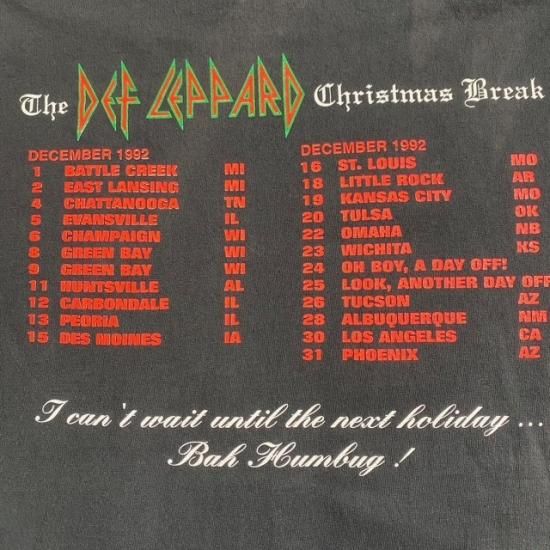 The DEF LEPPARD Christmas Break
DECEMBER 1992
1 BATTLE CREEK MI
2 EAST LANSING MI
4 CHATTANOOGA TN
5 EVANSVILLE IL
6 CHAMPAIGN WI
8 GREEN BAY WI
9 GREEN BAY WI
11 HUNTSVILLE AL
12 CARBONDALE IL
13 PEORIA IL
15 DES MOINES IA
DECEMBER 1992
16 ST. LOUIS MO
18 LITTLE ROCK AR
19 KANSAS CITY MO
20 TULSA OK
22 OMAHA NB
23 WICHITA KS
24 OH BOY, A DAY OFF!
25 LOOK, ANOTHER DAY OFF
26 TUCSON AZ
28 ALBUQUERQUE NM
30 LOS ANGELES CA
31 PHOENIX AZ
I can't wait until the next holiday ...
Bah Humbug !